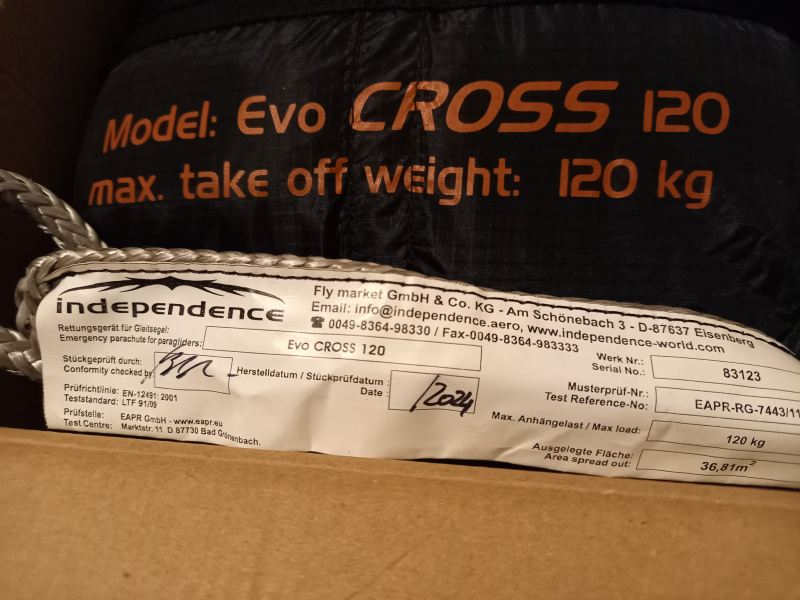 Model: Evo CROSS 120
max. take off weight: 120 kg
independence
Fly market GmbH & Co. KG - Am Schönebach 3 - D-87637 Eisenberg
Email: info@independence.aero, www.independence-world.com
☎ 0049-8364-98330 / Fax-0049-8364-983333
Rettungsgerät für Gleitsegel:
Emergency parachute for paragliders:
Evo CROSS 120
Werk Nr.:
Serial No.:
83123
Stückgeprüft durch:
Conformity checked by:
Herstelldatum / Stückprüfdatum :
Date :
/2024
Musterprüf-Nr.:
Test Reference-No:
EAPR-RG-7443/11
Prüfrichtlinie: EN-12491: 2001
Teststandard: LTF 91/09
Max. Anhängelast / Max load:
120 kg
Prüfstelle: EAPR GmbH - www.eapr.eu
Test Centre: Marktstr. 11 D 87730 Bad Grönenbach.
Ausgelegte Fläche:
Area spread out:
36,81m²